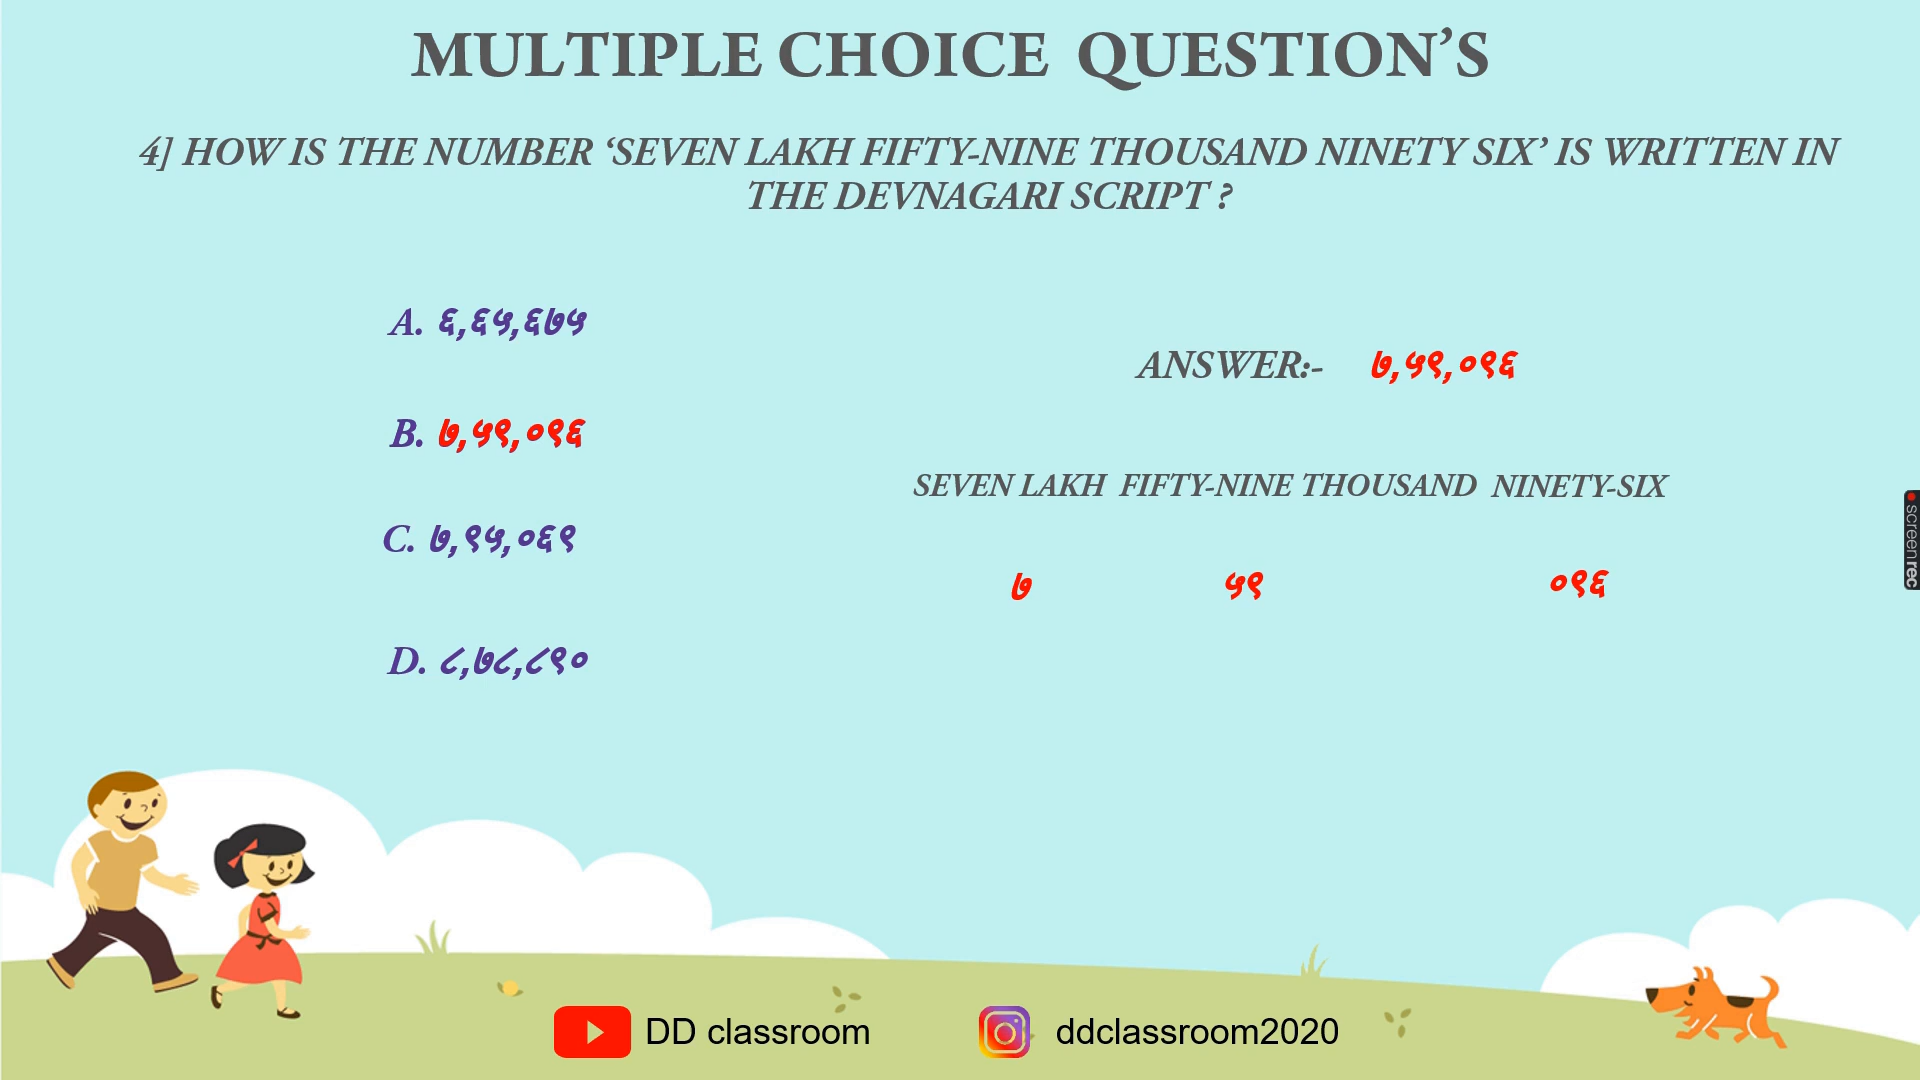 MULTIPLE CHOICE QUESTION’S
4] HOW IS THE NUMBER ‘SEVEN LAKH FIFTY-NINE THOUSAND NINETY SIX’ IS WRITTEN IN
THE DEVNAGARI SCRIPT ?
A. ६,६५,६७५
B. ७,५९,०९६
C. ७,९५,०६९
D. ८,७८,८९०
ANSWER:- ७,५९,०९६
SEVEN LAKH FIFTY-NINE THOUSAND NINETY-SIX
७ ५९ ०९६
DD classroom
ddclassroom2020
screenrec